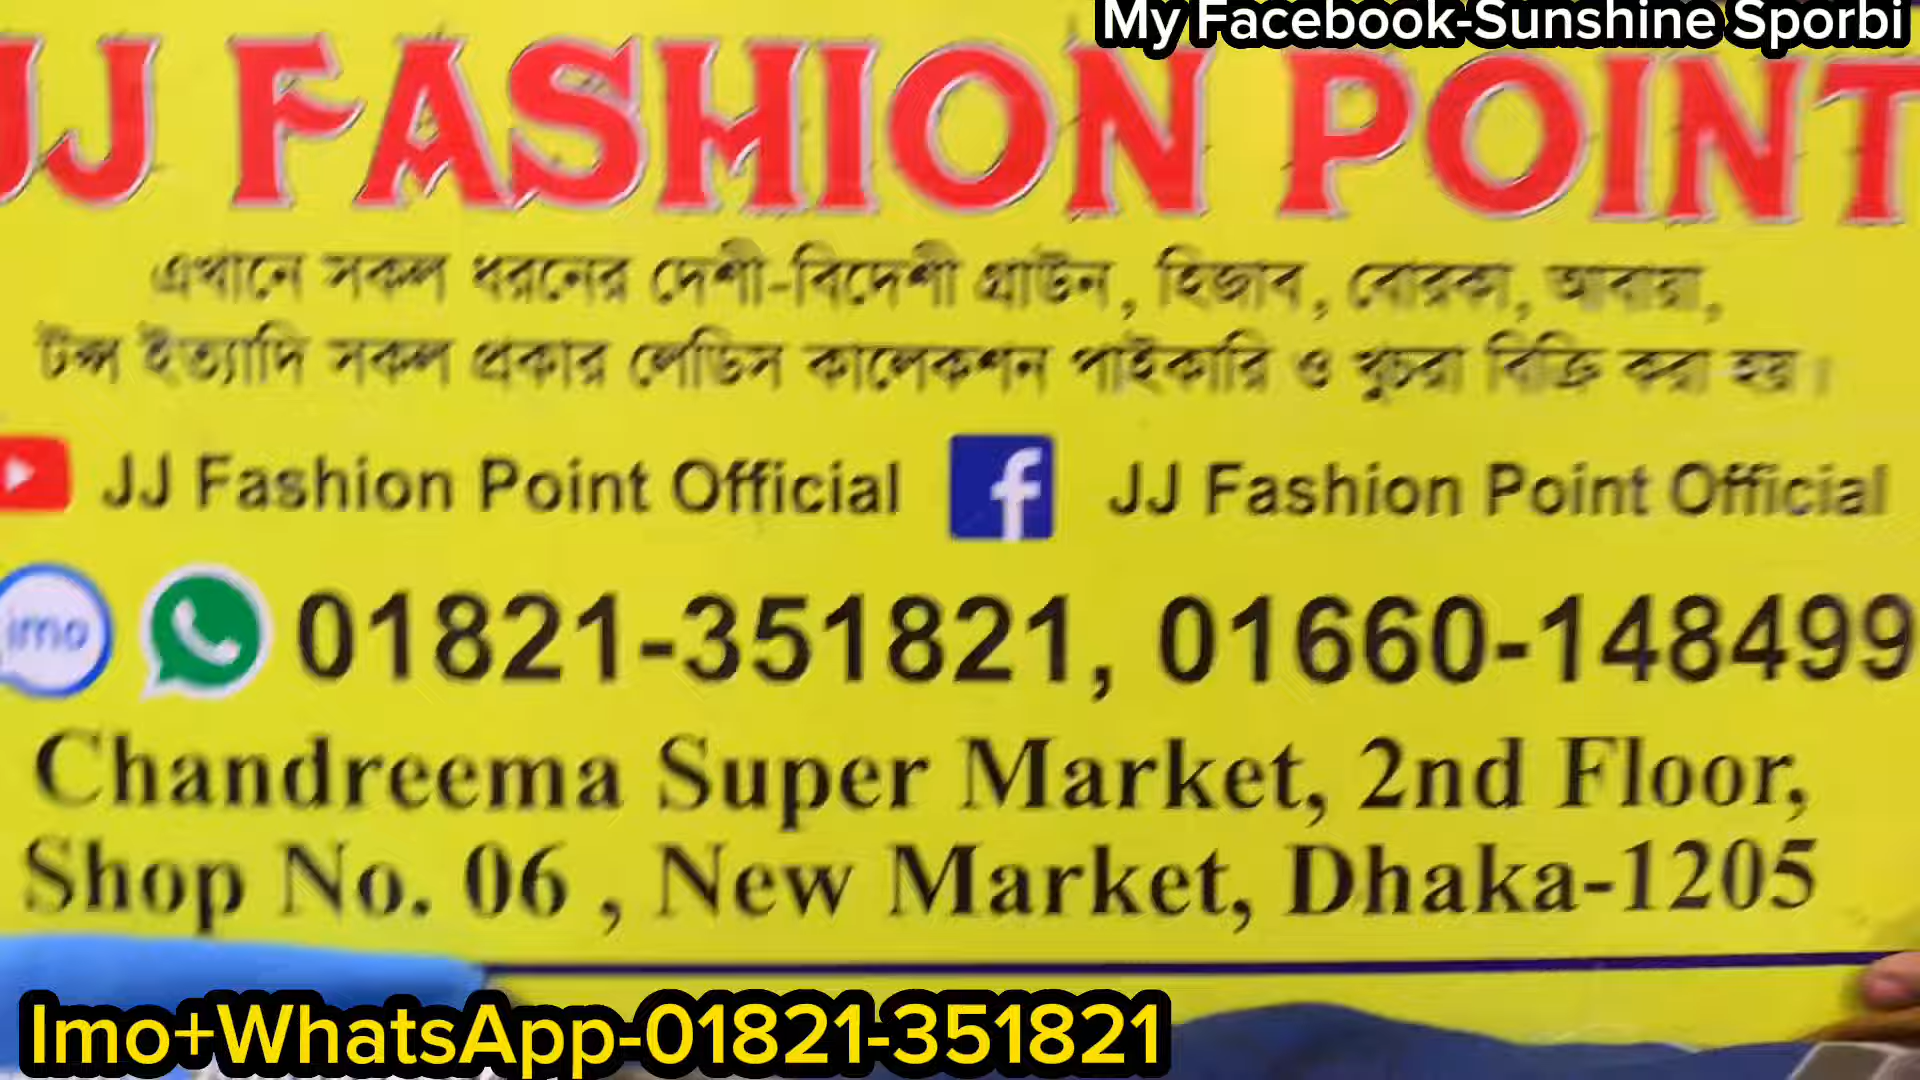 My Facebook-Sunshine Sporbi
JJ FASHION POINT
এখানে সকল ধরনের দেশী-বিদেশী গ্রাউন, হিজাব, বোরকা, আবায়া,
টপ্স ইত্যাদি সকল প্রকার লেডিস কালেকশন পাইকারি ও খুচরা বিক্রি করা হয়।
JJ Fashion Point Official f JJ Fashion Point Official
imo 01821-351821, 01660-148499
Chandreema Super Market, 2nd Floor,
Shop No. 06 , New Market, Dhaka-1205
Imo+WhatsApp-01821-351821